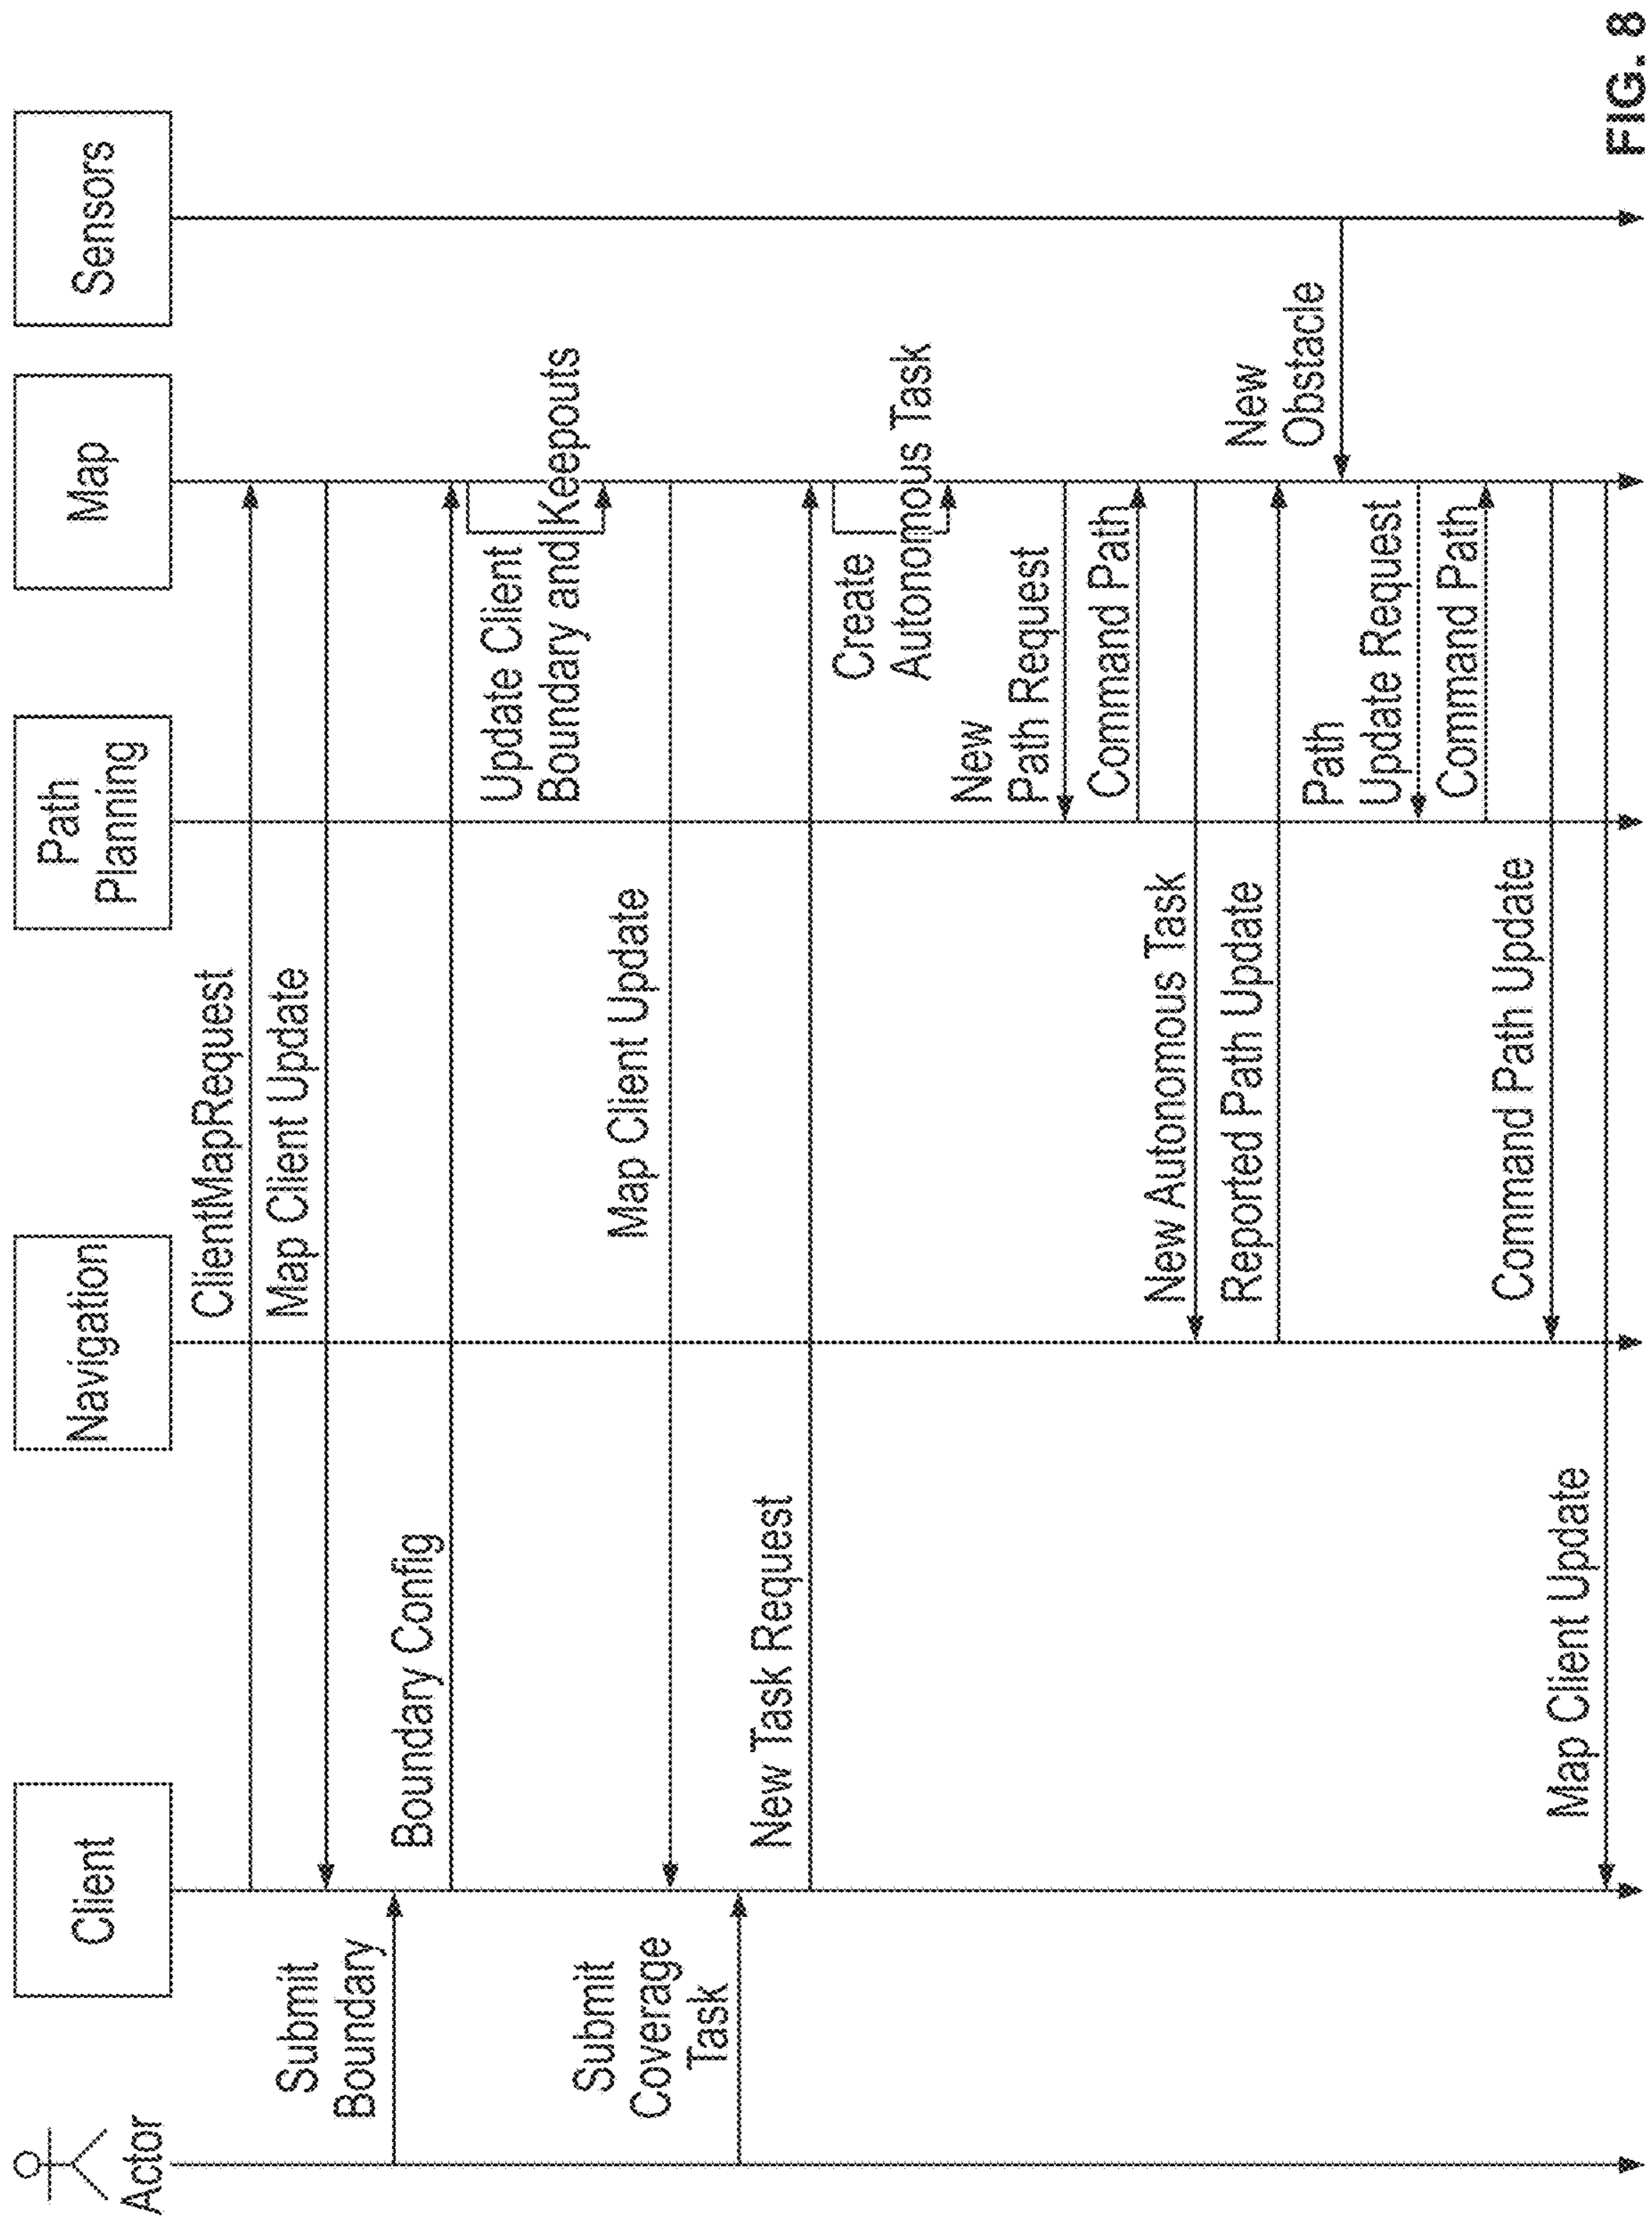 Actor
Client
Navigation
Path
Planning
Map
Sensors
ClientMapRequest
Map Client Update
Submit
Boundary
Boundary Config
Update Client
Boundary and Keepouts
Map Client Update
Submit
Coverage
Task
New Task Request
Create
Autonomous Task
New
Path Request
Command Path
New Autonomous Task
Reported Path Update
New
Obstacle
Path
Update Request
Command Path
Command Path Update
Map Client Update
FIG. 8